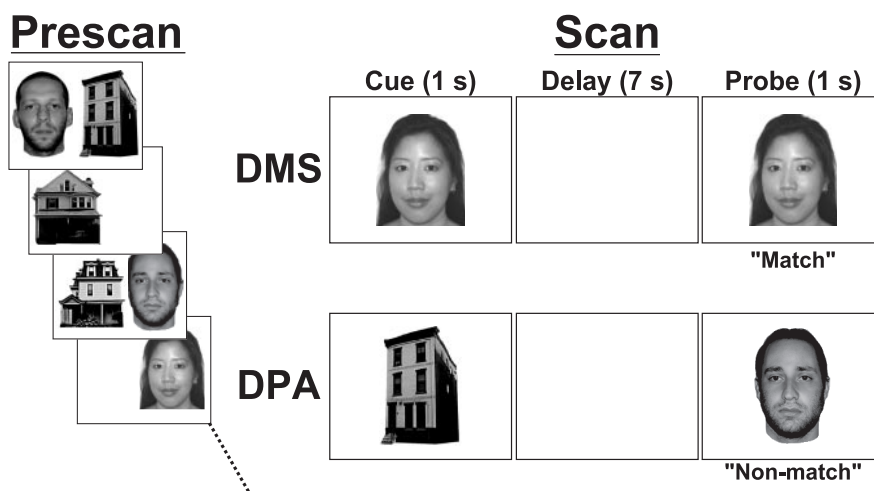 Prescan
Scan
Cue (1 s) Delay (7 s) Probe (1 s)
DMS
"Match"
DPA
"Non-match"